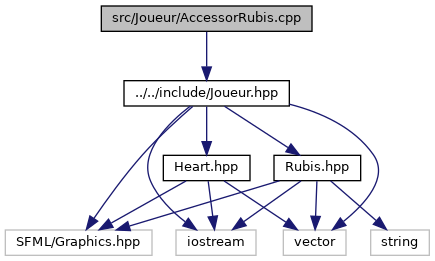 src/Joueur/AccessorRubis.cpp
../../include/Joueur.hpp
Heart.hpp
Rubis.hpp
SFML/Graphics.hpp
iostream
vector
string